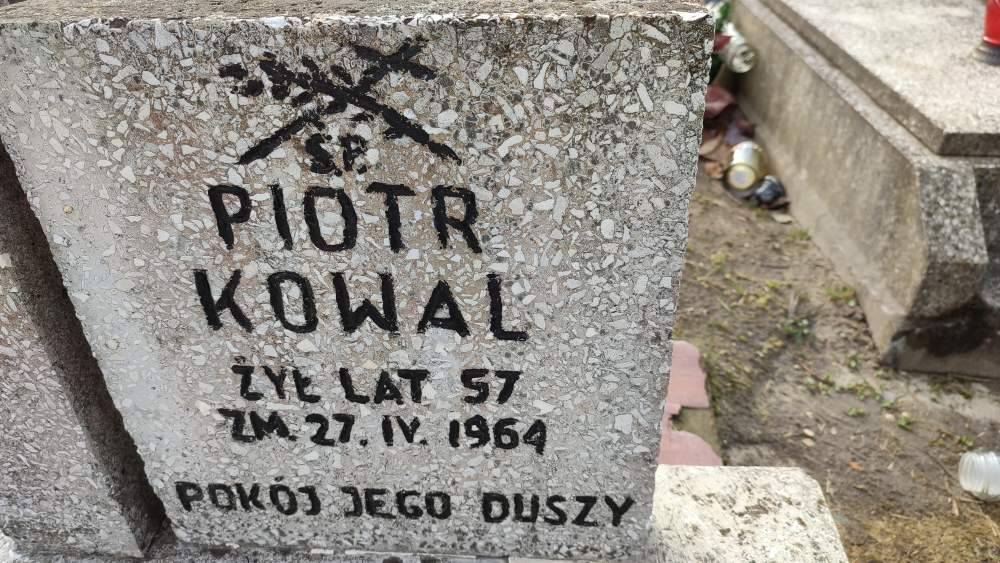 ŚP.
PIOTR
KOWAL
ŻYŁ LAT 57
ZM. 27. IV. 1964
POKÓJ JEGO DUSZY